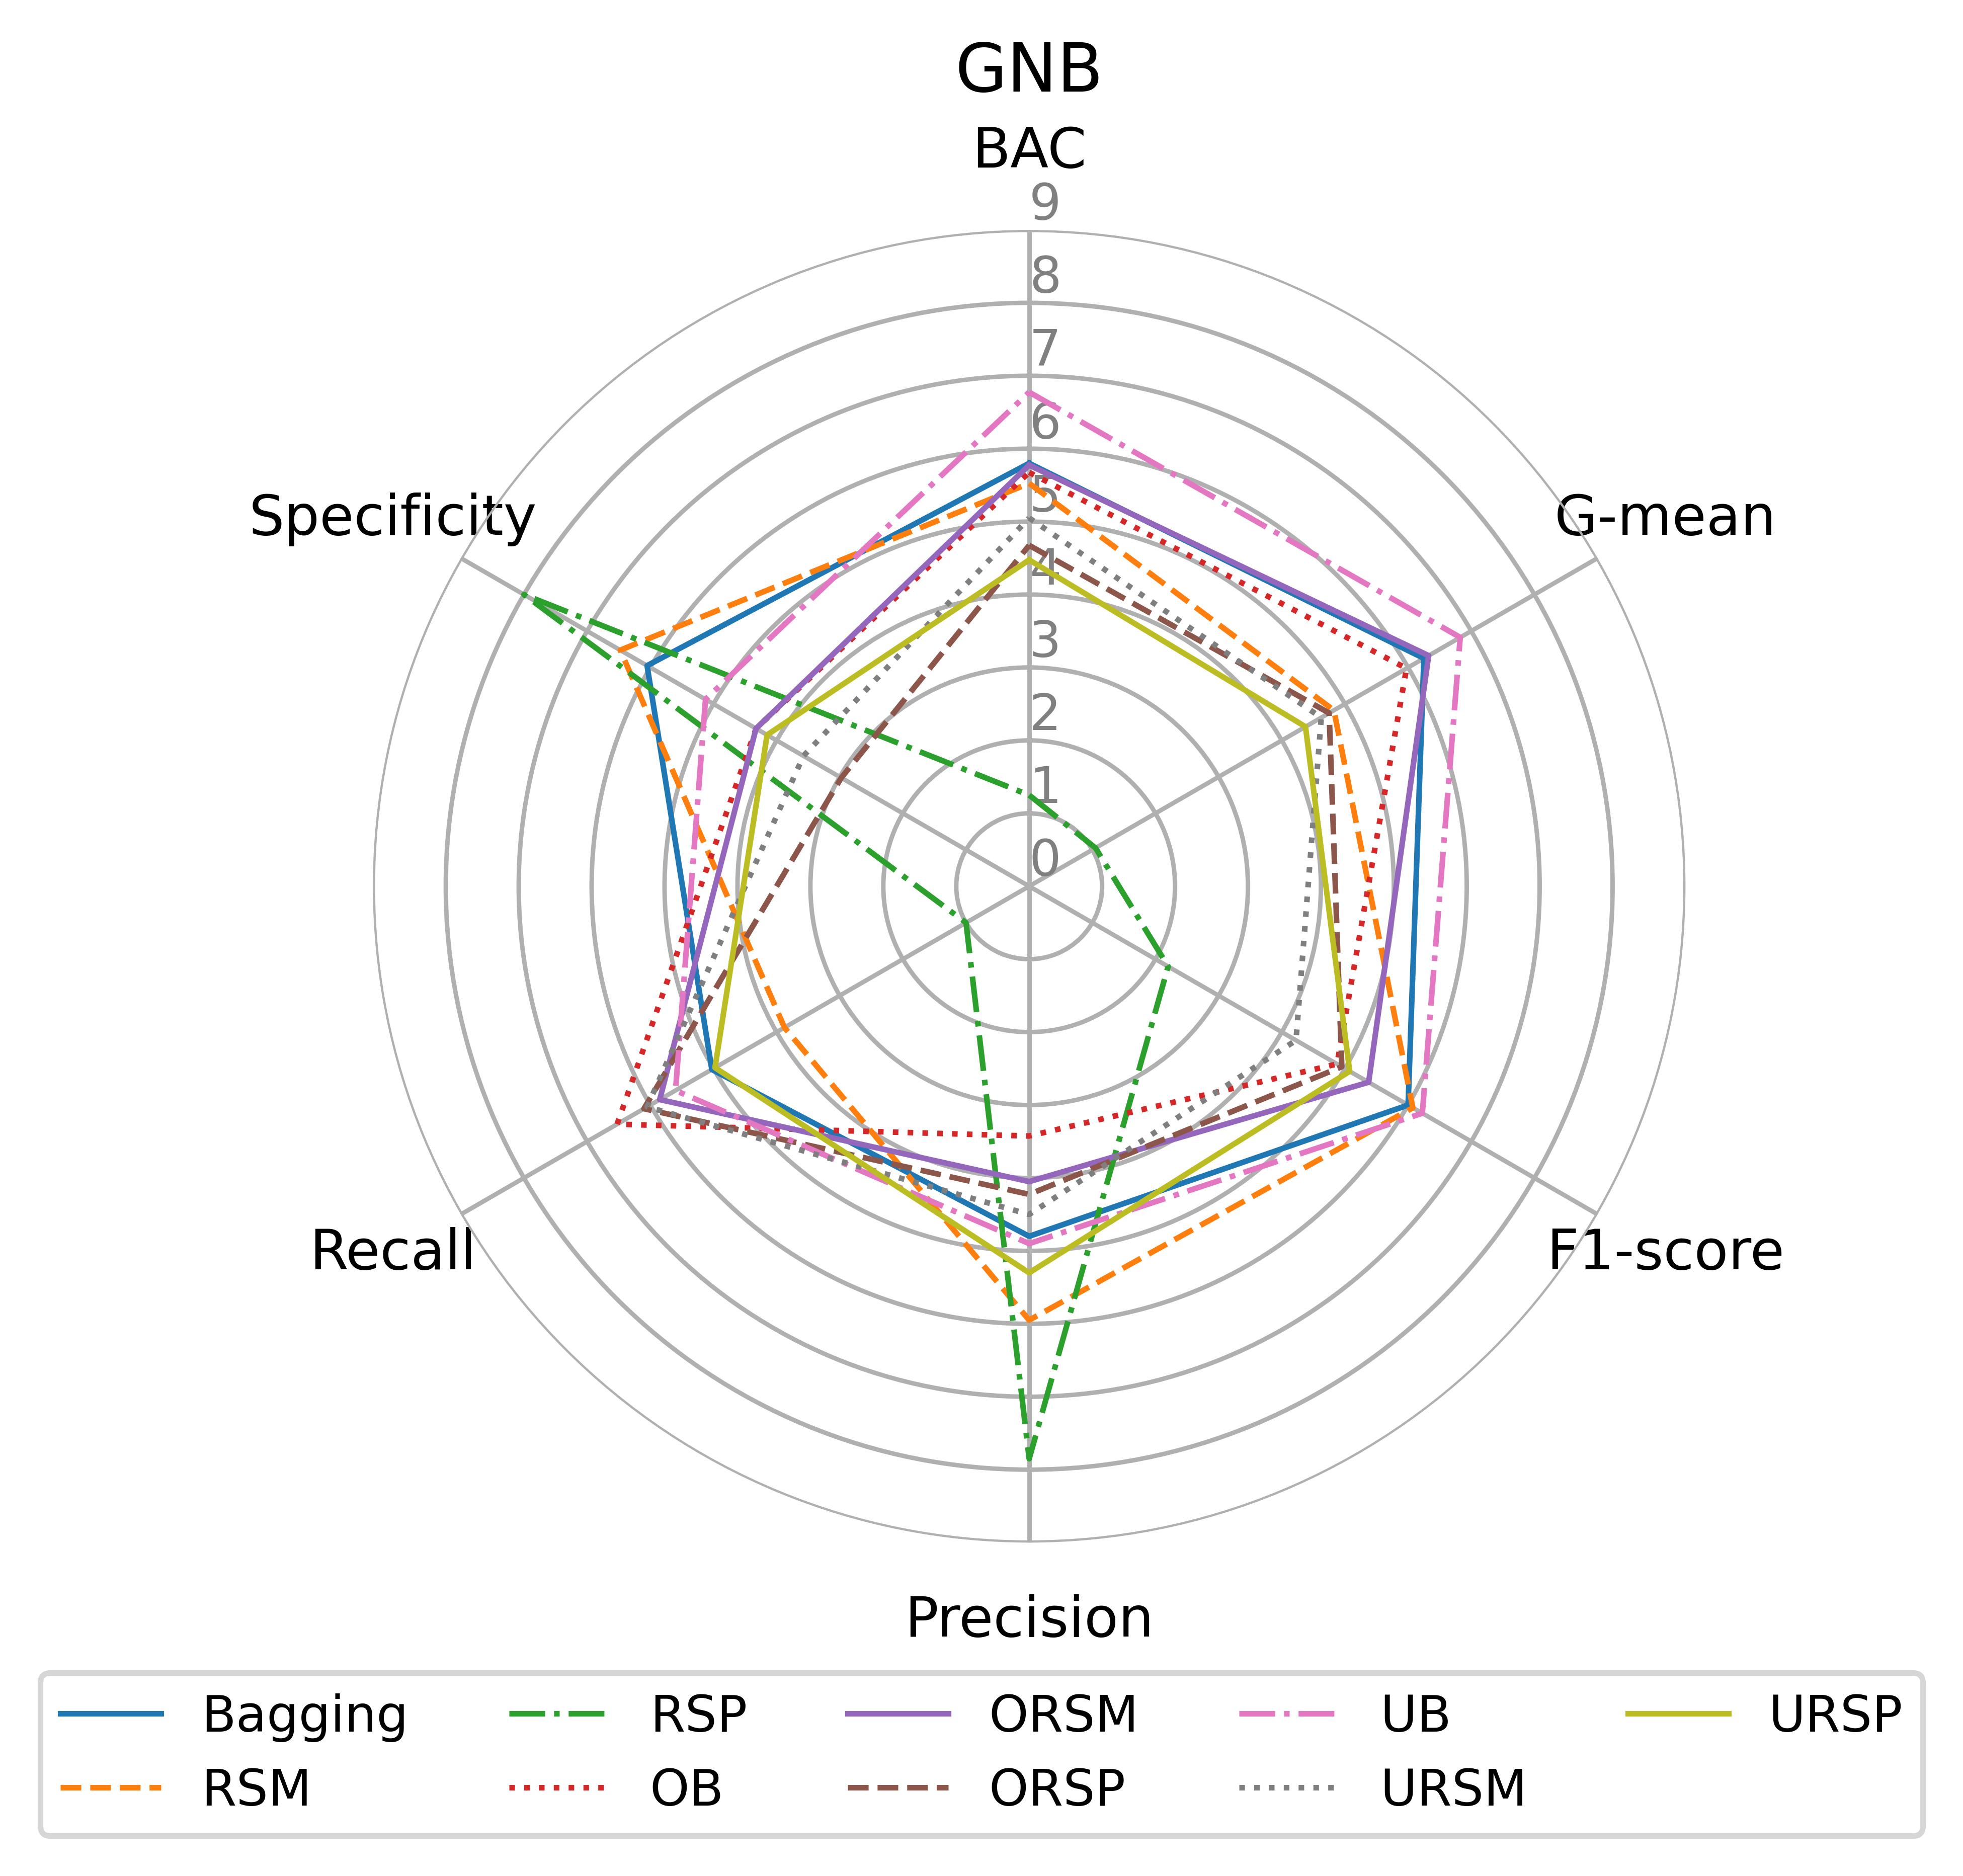 GNB
BAC
9
8
7
6
5
4
3
2
1
0
Specificity
G-mean
Recall
F1-score
Precision
Bagging RSP ORSM UB URSP
RSM OB ORSP URSM